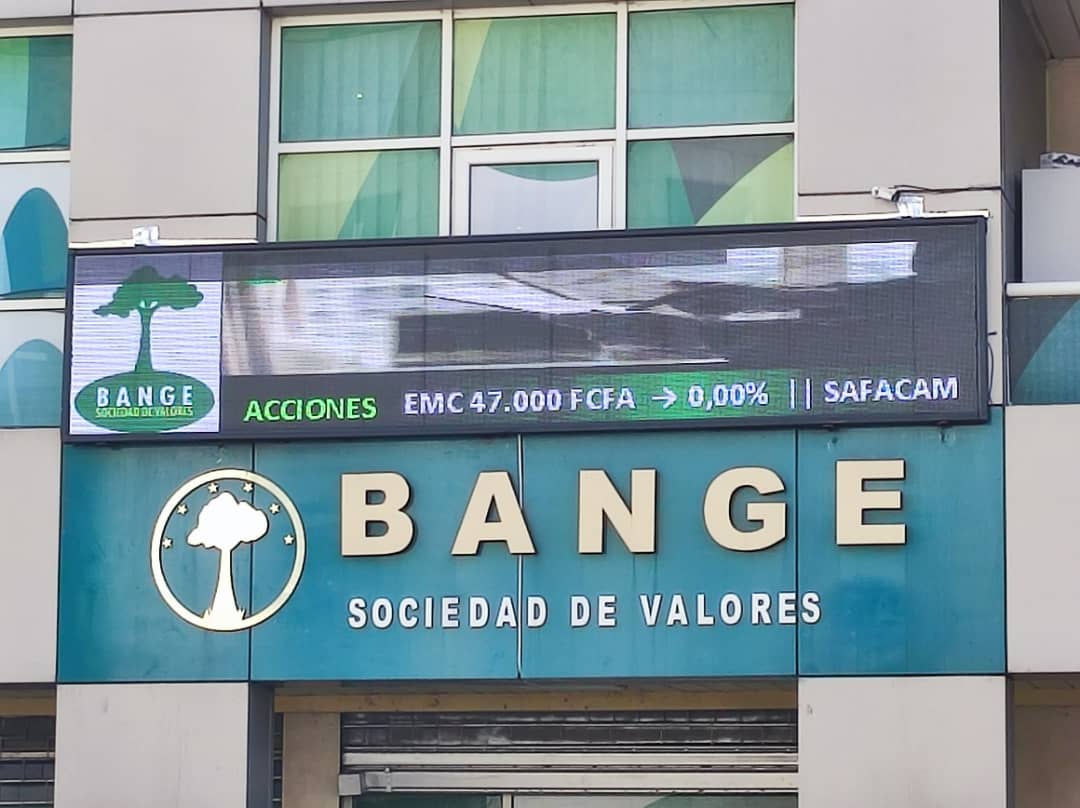 BANGE
SOCIEDAD DE VALORES
ACCIONES EMC 47.000 FCFA → 0,00% || SAFACAM
BANGE
SOCIEDAD DE VALORES